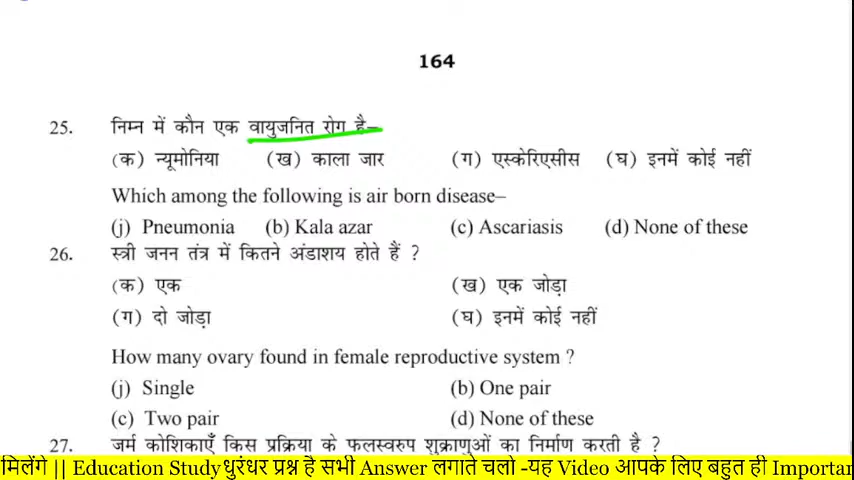 164
25. निम्न में कौन एक वायुजनित रोग है–
(क) न्यूमोनिया (ख) काला जार (ग) एस्केरिएसीस (घ) इनमें कोई नहीं
Which among the following is air born disease–
(j) Pneumonia (b) Kala azar (c) Ascariasis (d) None of these
26. स्त्री जनन तंत्र में कितने अंडाशय होते हैं ?
(क) एक (ख) एक जोड़ा
(ग) दो जोड़ा (घ) इनमें कोई नहीं
How many ovary found in female reproductive system ?
(j) Single (b) One pair
(c) Two pair (d) None of these
27. जर्म कोशिकाएँ किस प्रक्रिया के फलस्वरुप शुक्राणुओं का निर्माण करती है ?
मिलेंगे || Education Study धुरंधर प्रश्न है सभी Answer लगाते चलो -यह Video आपके लिए बहुत ही Importan